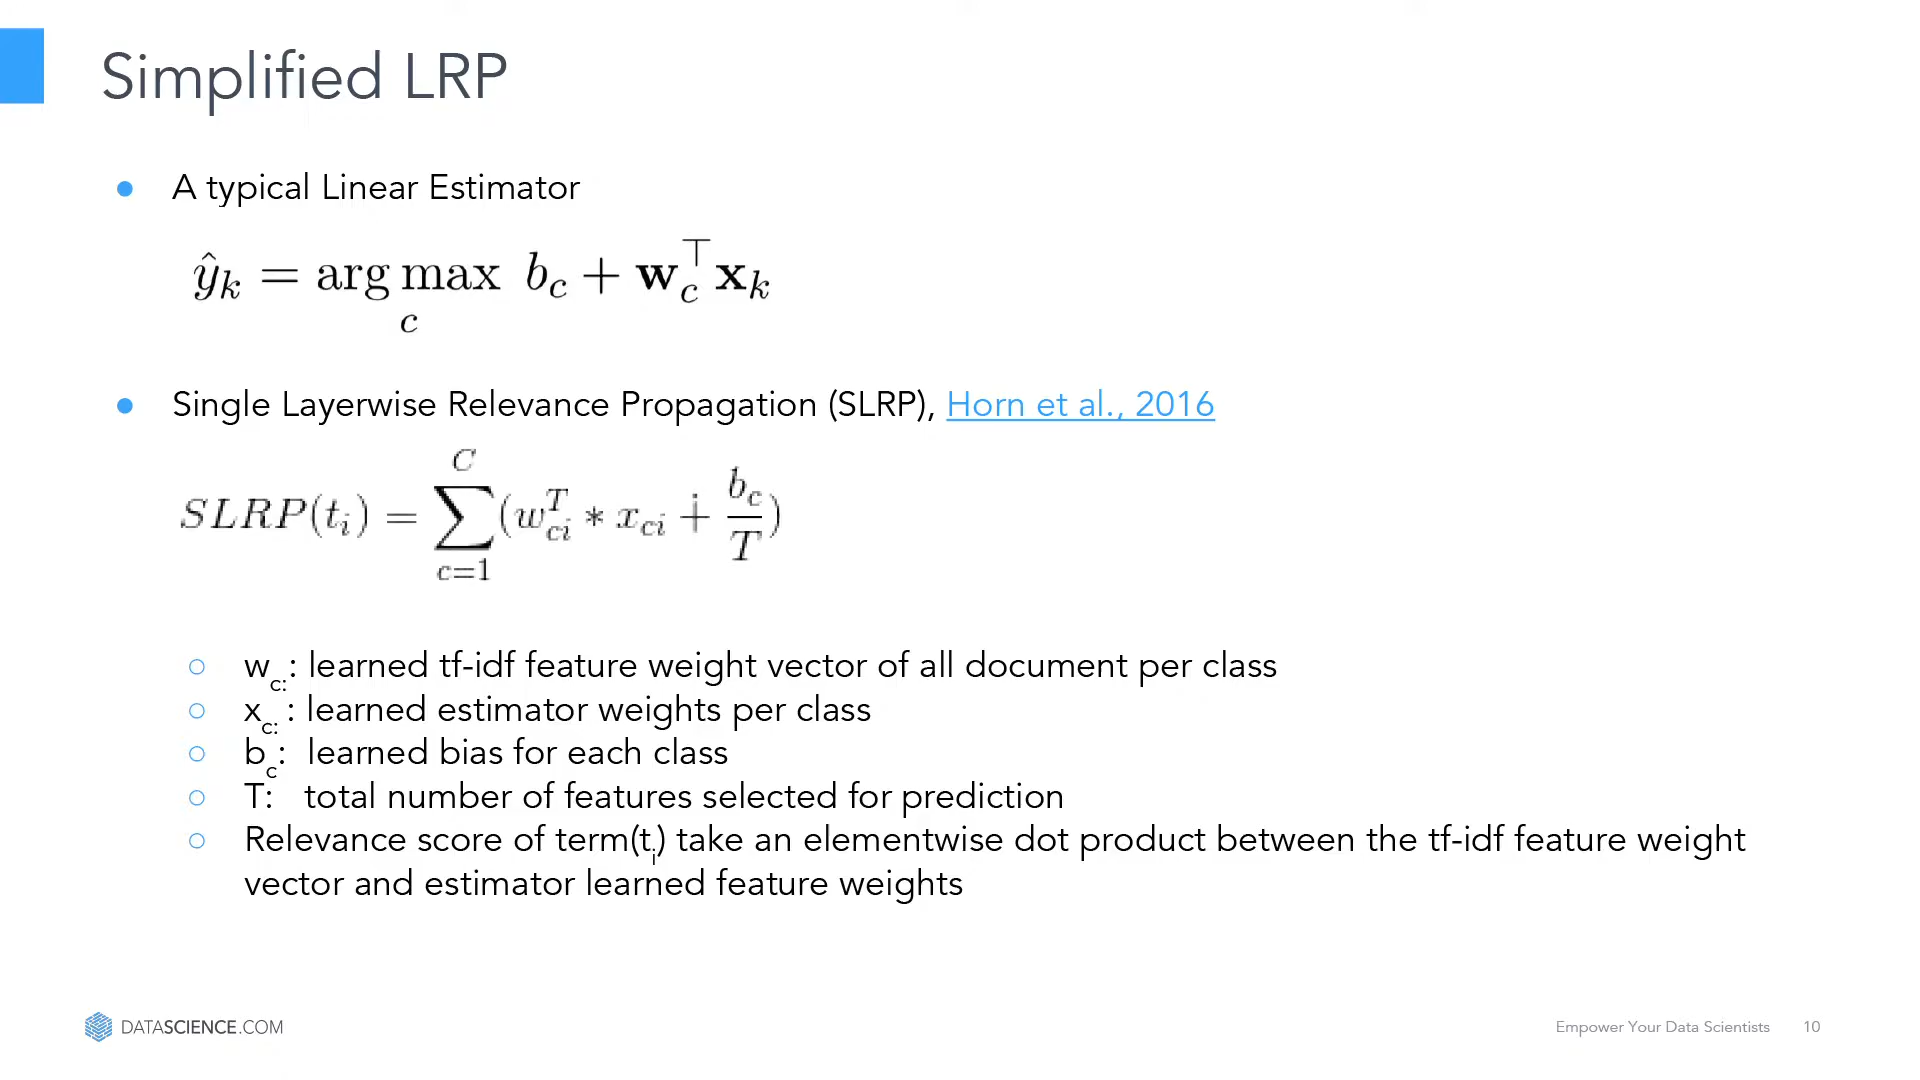 Simplified LRP
● A typical Linear Estimator
ŷ_k = arg max_c b_c + w_c^⊤ x_k
● Single Layerwise Relevance Propagation (SLRP), Horn et al., 2016
SLRP(t_i) = ∑_{c=1}^{C} (w_{ci}^T * x_{ci} + b_c/T)
○ w_c: : learned tf-idf feature weight vector of all document per class
○ x_c: : learned estimator weights per class
○ b_c : learned bias for each class
○ T: total number of features selected for prediction
○ Relevance score of term(t_i) take an elementwise dot product between the tf-idf feature weight
vector and estimator learned feature weights
DATASCIENCE.COM
Empower Your Data Scientists 10